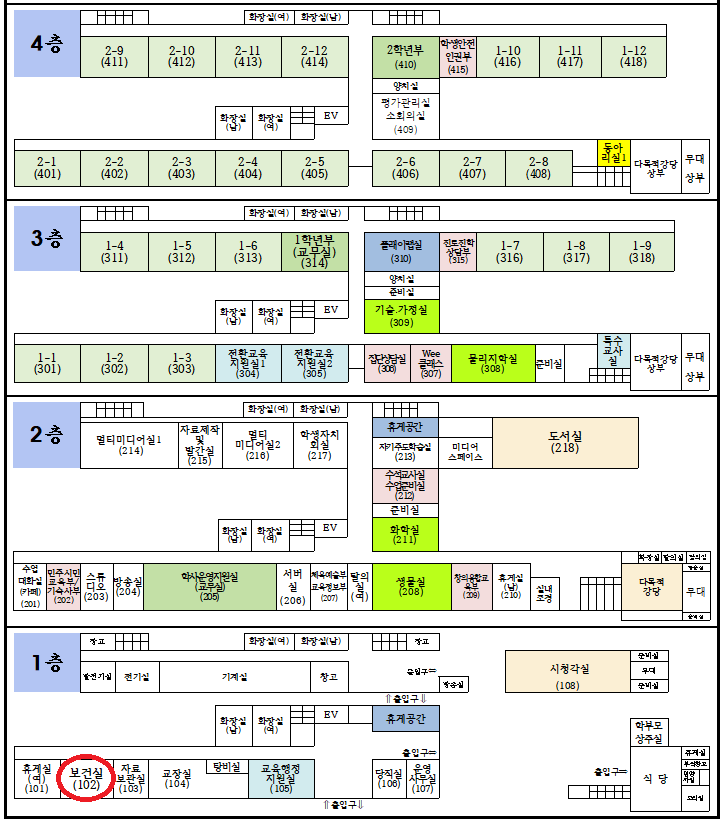 4층
화장실(여) 화장실(남)
2-9 2-10 2-11 2-12 2학년부 학생안전 1-10 1-11 1-12
(411) (412) (413) (414) (410) 인권부 (416) (417) (418)
(415)
양치실
평가관리실
소회의실
(409)
화장실 화장실 EV
(남) (여)
동아
리실1
2-1 2-2 2-3 2-4 2-5 2-6 2-7 2-8 다목적강당 무대
(401) (402) (403) (404) (405) (406) (407) (408) 상부 상부
3층
화장실(여) 화장실(남)
1-4 1-5 1-6 1학년부 플래이랩실 진로진학 1-7 1-8 1-9
(311) (312) (313) (교무실) (310) 상담부 (316) (317) (318)
(314) (315)
양치실
준비실
기술.가정실
(309)
화장실 화장실 EV
(남) (여)
특수
교사
실
1-1 1-2 1-3 전환교육 전환교육 집단상담실 Wee 물리지학실 준비실 다목적강당 무대
(301) (302) (303) 지원실1 지원실2 (306) 클래스 (308) 상부 상부
(304) (305) (307)
2층
화장실(여) 화장실(남)
휴게공간
멀티미디어실1 자료제작 멀티 학생자치 자기주도학습실 미디어 도서실
(214) 및 미디어실2 회실 (213) 스페이스 (218)
발간실 (216) (217)
(215)
수석교사실
수업준비실
(212)
준비실
화학실
(211)
화장실 화장실 EV
(남) (여)
화장실 탈의실
수업 민주시민 스튜 방송실 학사운영지원실 서버 체육예술부 탈의 생물실 창의융합교 휴게실 실내 다목적 무대
대화실 교육부/ 디오 (204) (교무실) 실 교육정보부 실 (208) 육부 (남) 로정 강당
(카페) 기숙사부 (203) (205) (206) (207) (여) (209) (210)
(201) (202)
1층
창고 화장실(여) 화장실(남) 창고
발전기실 전기실 기계실 창고 출입구⇨ 방송실
시청각실
(108)
준비실
무대
준비실
⇧출입구⇩
화장실 화장실 EV 휴게공간
(남) (여)
학부모
상주실
출입구⇨
휴게실 보건실 자료 교장실 탕비실 교육행정 당직실 운영
(여) (102) 보관실 (104) 지원실 (106) 사무실
(101) (103) (105) (107)
출입구⇨ 식 당
휴게실
조리실
⇧출입구⇩